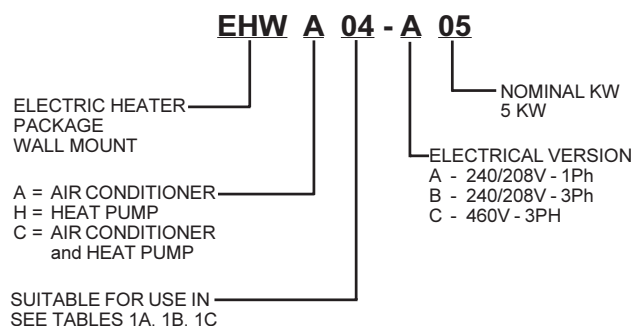 EHW A 04 - A 05
NOMINAL KW
5 KW
ELECTRIC HEATER
PACKAGE
WALL MOUNT
ELECTRICAL VERSION
A - 240/208V - 1Ph
B - 240/208V - 3Ph
C - 460V - 3PH
A = AIR CONDITIONER
H = HEAT PUMP
C = AIR CONDITIONER
and HEAT PUMP
SUITABLE FOR USE IN
SEE TABLES 1A, 1B, 1C